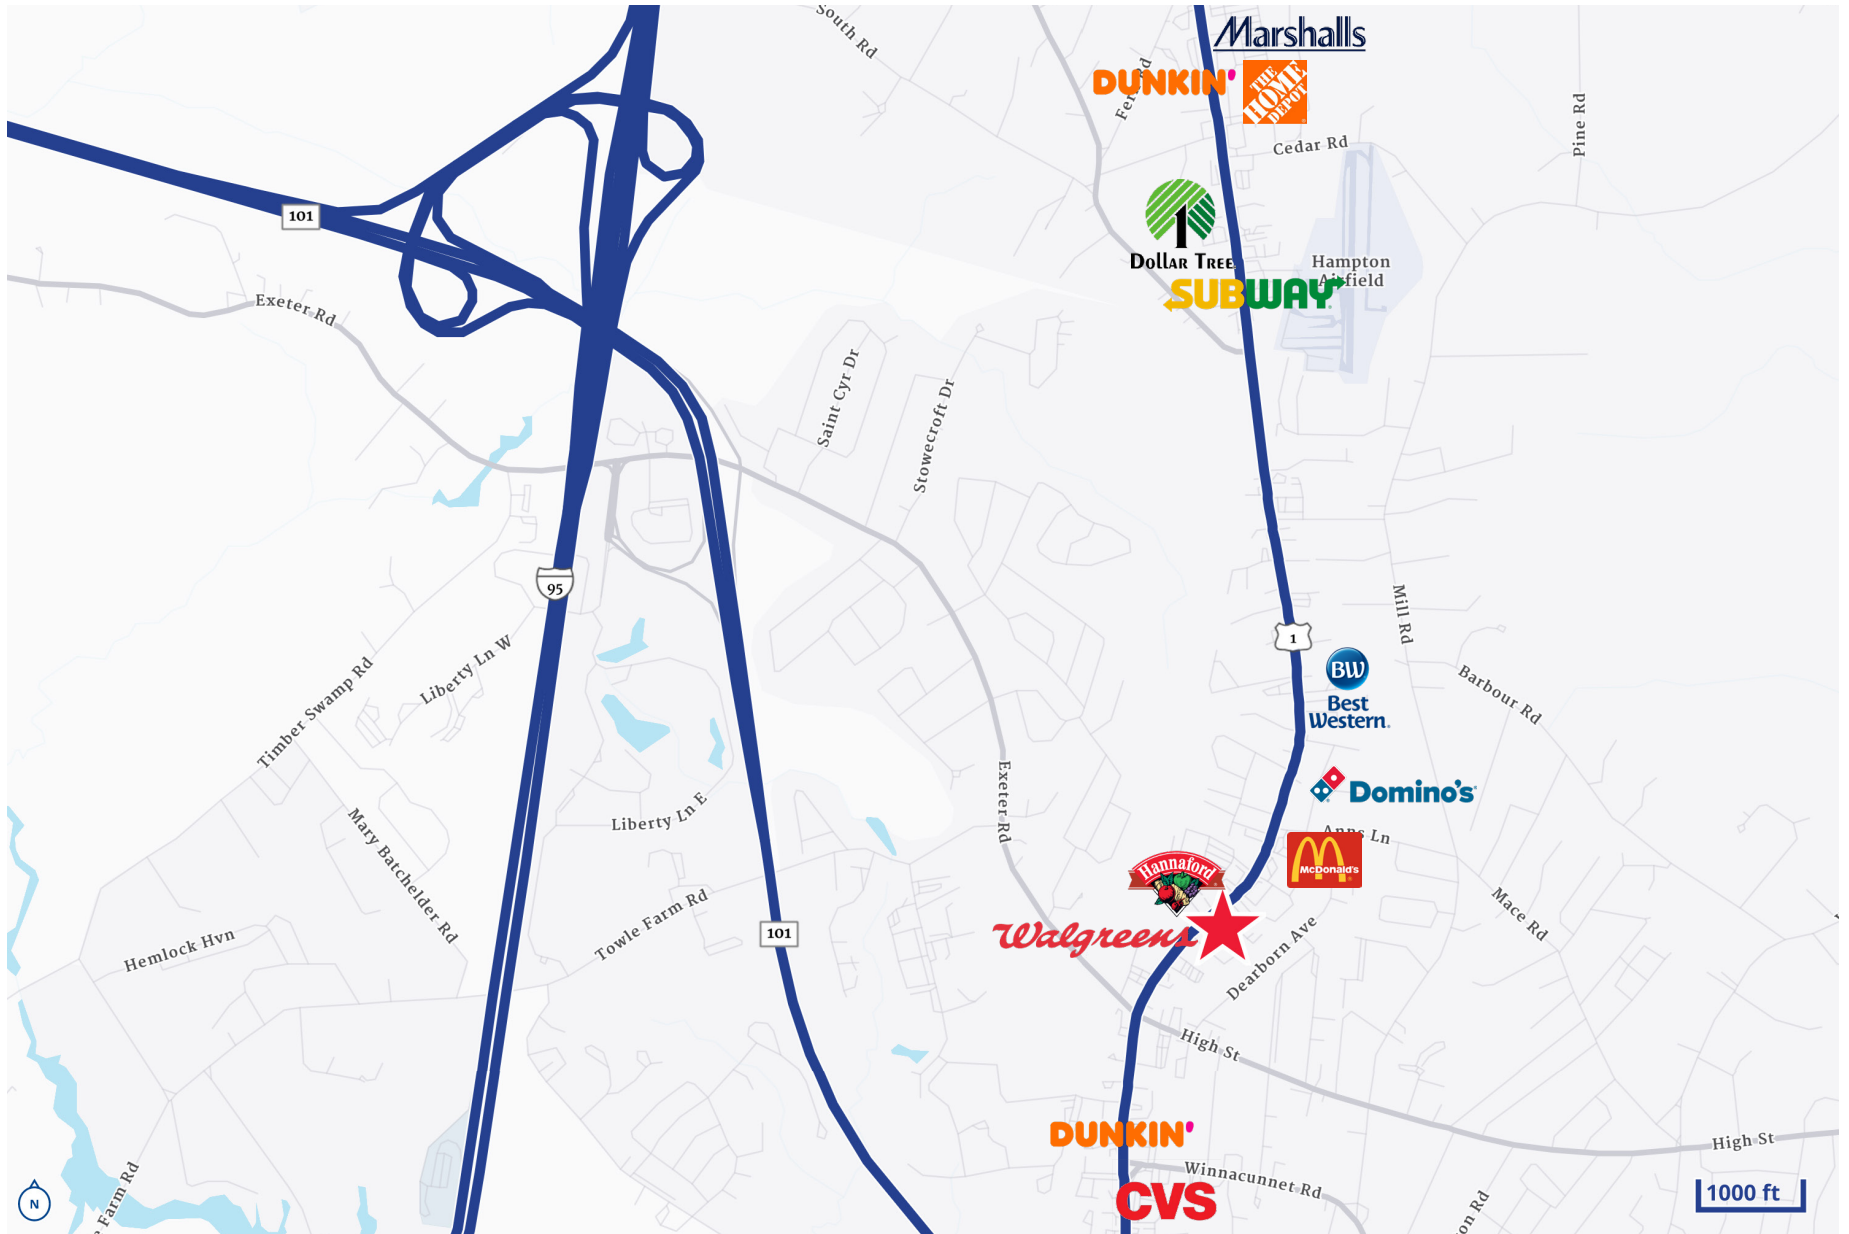 South Rd
Marshalls
DUNKIN'
THE
HOME
DEPOT
Pine Rd
Cedar Rd
101
DOLLAR TREE
Hampton
Airfield
SUBWAY
Exeter Rd
Saint Cyr Dr
Stowecroft Dr
95
Mill Rd
1
Liberty Ln W
BW
Best
Western
Timber Swamp Rd
Barbour Rd
Domino's
Exeter Rd
Liberty Ln E
Mary Batchelder Rd
Anns Ln
McDonald's
Hannaford
Mace Rd
Towle Farm Rd
101
Walgreens
Dearborn Ave
Hemlock Hvn
High St
DUNKIN'
High St
Winnacunnet Rd
CVS
1000 ft
N
Farm Rd
Rd